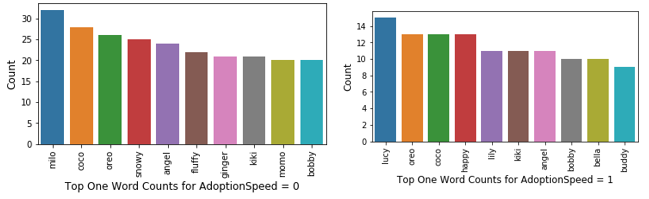 30
25
20
15
10
5
0
Count
milo
coco
oreo
snowy
angel
fluffy
ginger
kiki
momo
bobby
Top One Word Counts for AdoptionSpeed = 0
14
12
10
8
6
4
2
0
Count
lucy
oreo
coco
happy
lily
kiki
angel
bobby
bella
buddy
Top One Word Counts for AdoptionSpeed = 1